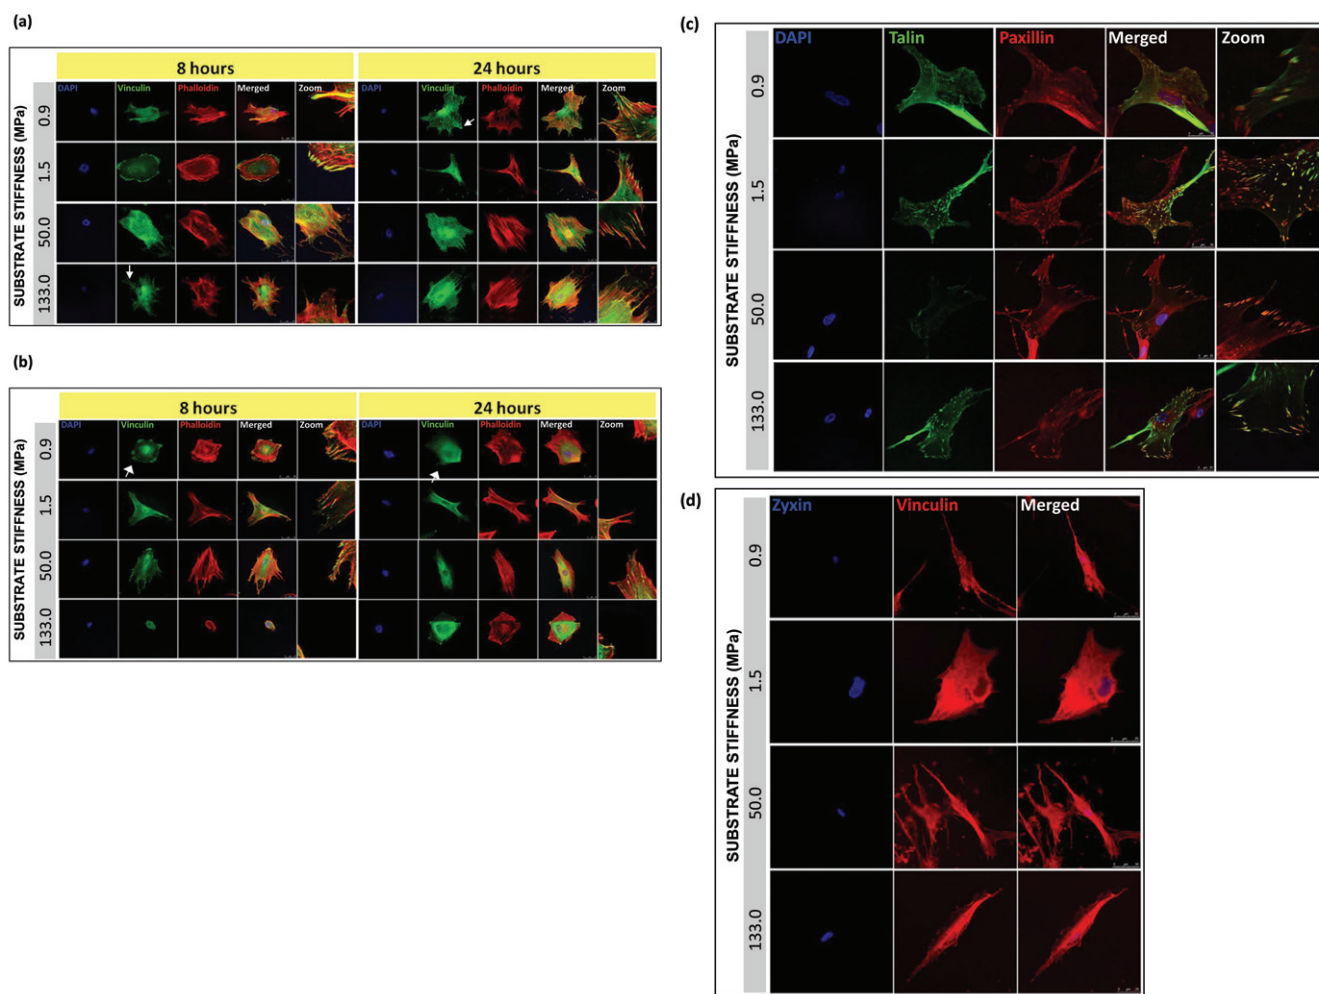 (a)
8 hours
24 hours
DAPI Vinculin Phalloidin Merged Zoom DAPI Vinculin Phalloidin Merged Zoom
SUBSTRATE STIFFNESS (MPa)
0.9
1.5
50.0
133.0
(b)
8 hours
24 hours
DAPI Vinculin Phalloidin Merged Zoom DAPI Vinculin Phalloidin Merged Zoom
SUBSTRATE STIFFNESS (MPa)
0.9
1.5
50.0
133.0
(c)
DAPI Talin Paxillin Merged Zoom
SUBSTRATE STIFFNESS (MPa)
0.9
1.5
50.0
133.0
(d)
Zyxin Vinculin Merged
SUBSTRATE STIFFNESS (MPa)
0.9
1.5
50.0
133.0